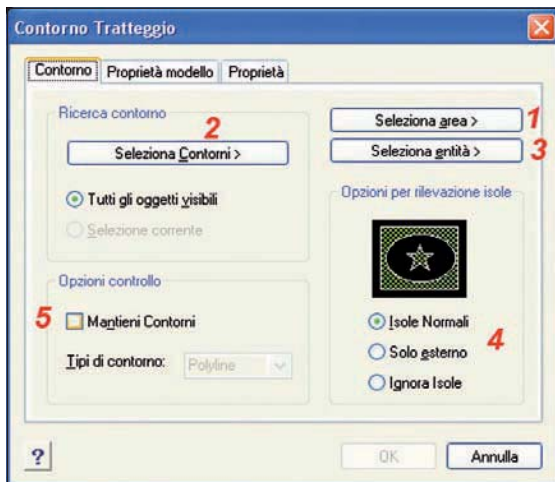 Contorno Tratteggio
Contorno
Proprietà modello
Proprietà
Ricerca contorno
2
Seleziona Contorni >
Tutti gli oggetti visibili
Selezione corrente
Seleziona area >
1
Seleziona entità >
3
Opzioni per rilevazione isole
Isole Normali
Solo esterno
4
Ignora Isole
Opzioni controllo
5
Mantieni Contorni
Tipi di contorno:
Polyline
?
OK
Annulla